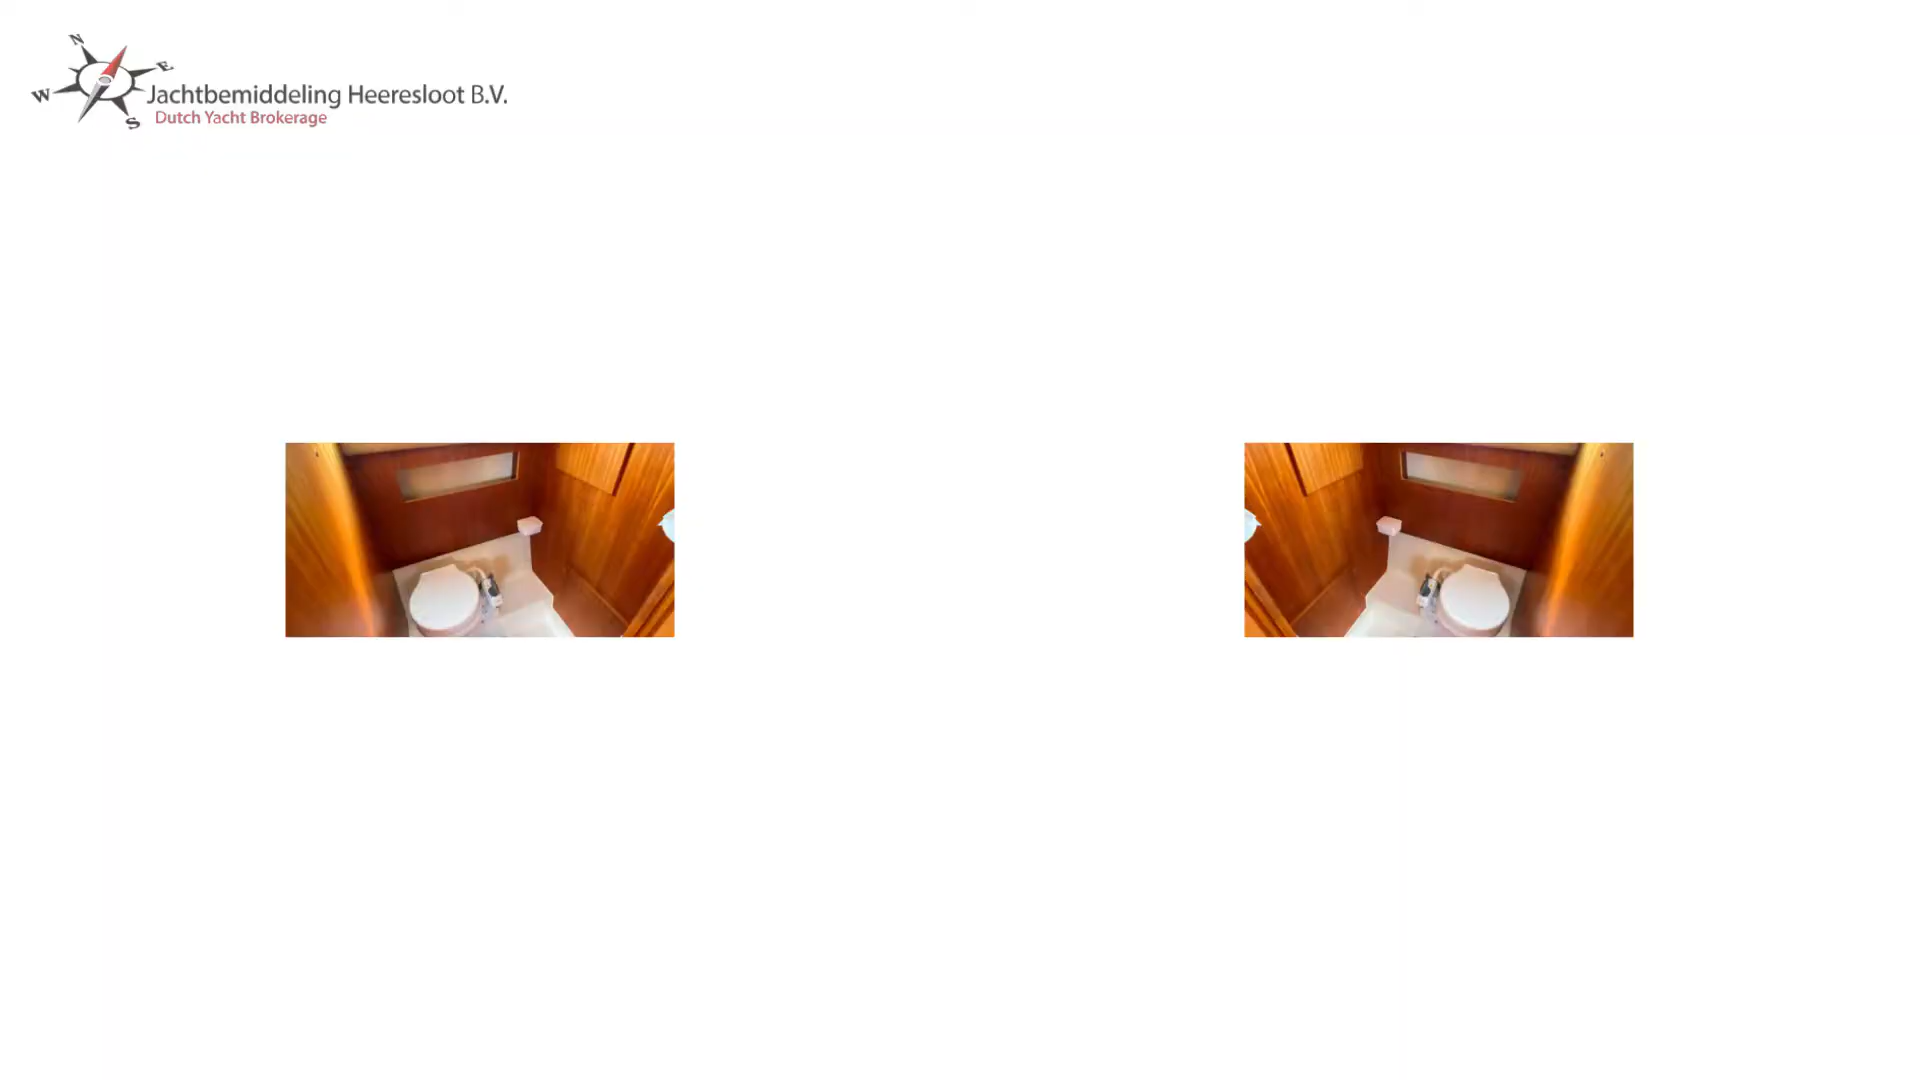 N
E
W
S
Jachtbemiddeling Heeresloot B.V.
Dutch Yacht Brokerage